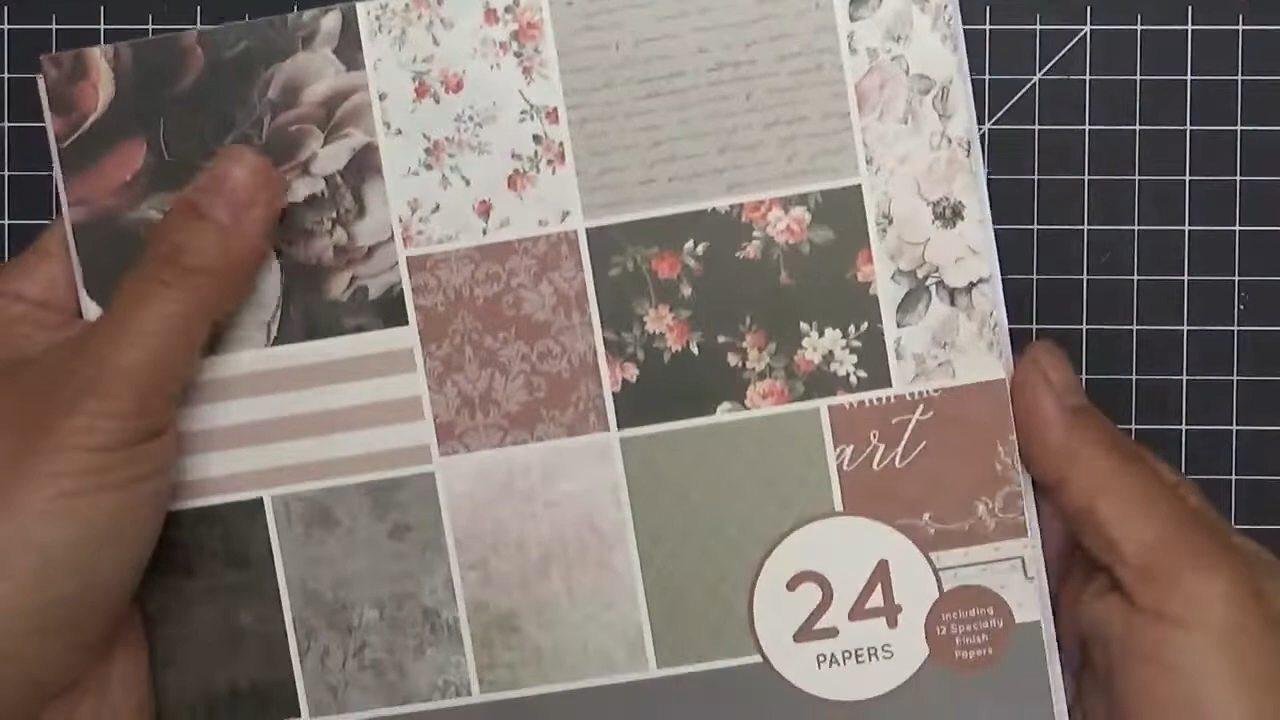 with the
art
24
PAPERS
including
12 Specialty
Finish
Papers